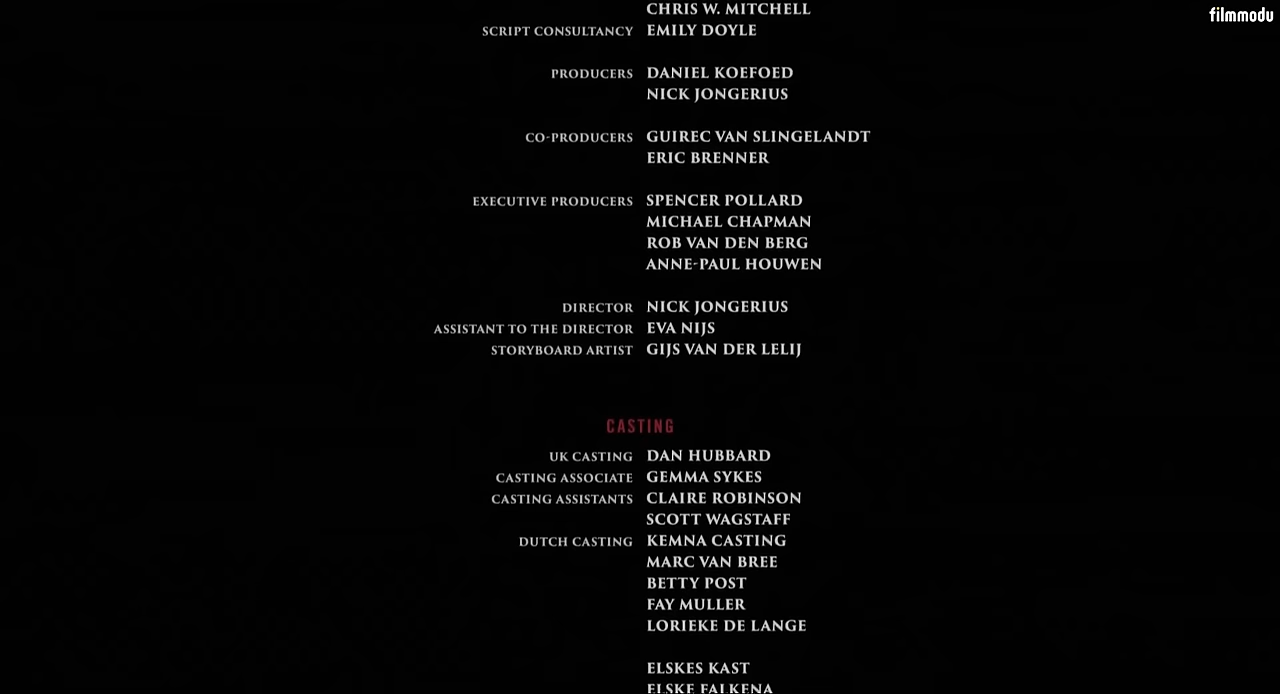 filmmodu
CHRIS W. MITCHELL
SCRIPT CONSULTANCY EMILY DOYLE
PRODUCERS DANIEL KOEFOED
NICK JONGERIUS
CO-PRODUCERS GUIREC VAN SLINGELANDT
ERIC BRENNER
EXECUTIVE PRODUCERS SPENCER POLLARD
MICHAEL CHAPMAN
ROB VAN DEN BERG
ANNE-PAUL HOUWEN
DIRECTOR NICK JONGERIUS
ASSISTANT TO THE DIRECTOR EVA NIJS
STORYBOARD ARTIST GIJS VAN DER LELIJ
CASTING
UK CASTING DAN HUBBARD
CASTING ASSOCIATE GEMMA SYKES
CASTING ASSISTANTS CLAIRE ROBINSON
SCOTT WAGSTAFF
DUTCH CASTING KEMNA CASTING
MARC VAN BREE
BETTY POST
FAY MULLER
LORIEKE DE LANGE
ELSKES KAST
ELSKE FALKENA